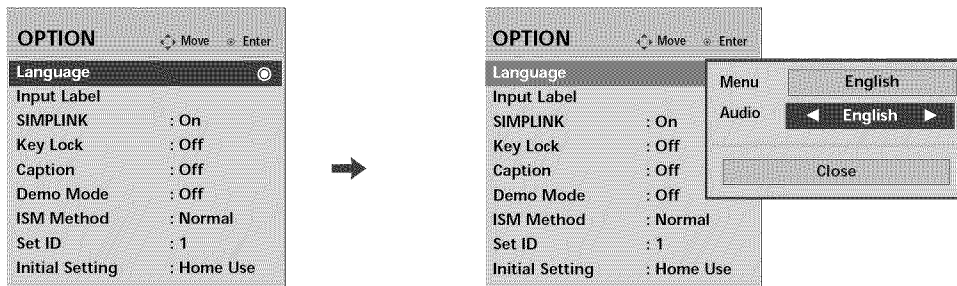 OPTION Move Enter
Language
Input Label
SIMPLINK : On
Key Lock : Off
Caption : Off
Demo Mode : Off
ISM Method : Normal
Set ID : 1
Initial Setting : Home Use
OPTION Move Enter
Language
Input Label
SIMPLINK : On
Key Lock : Off
Caption : Off
Demo Mode : Off
ISM Method : Normal
Set ID : 1
Initial Setting : Home Use
Menu English
Audio ◀ English ▶
Close